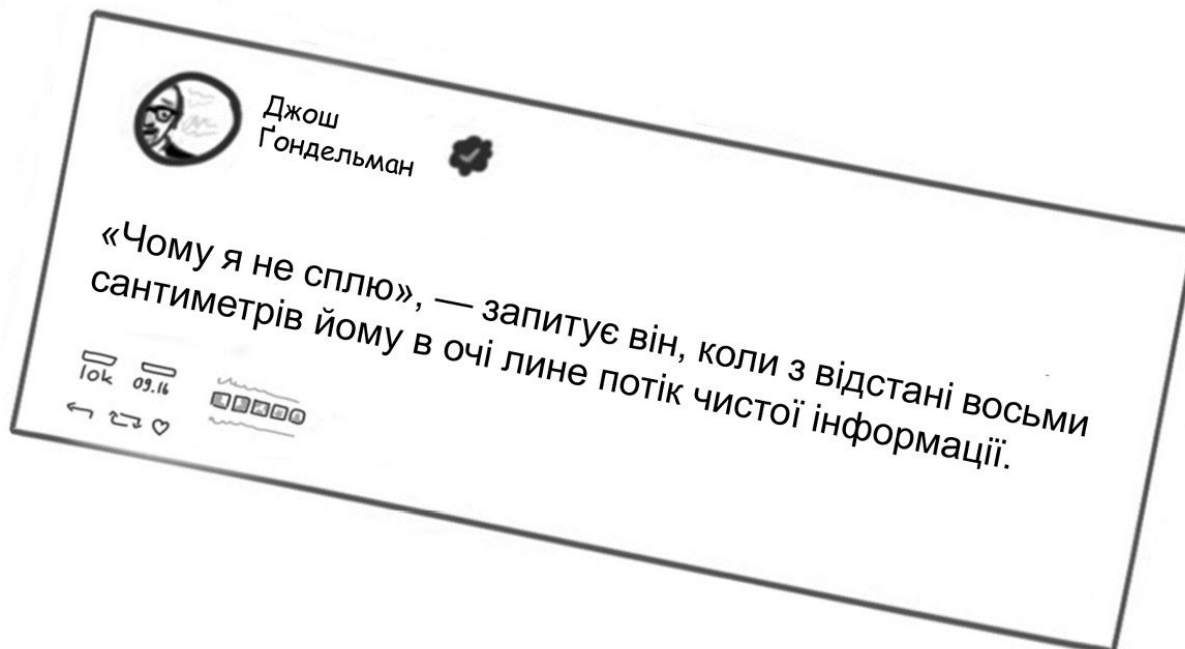 Джош
Ґондельман
«Чому я не сплю», — запитує він, коли з відстані восьми
сантиметрів йому в очі лине потік чистої інформації.
10k 09.16